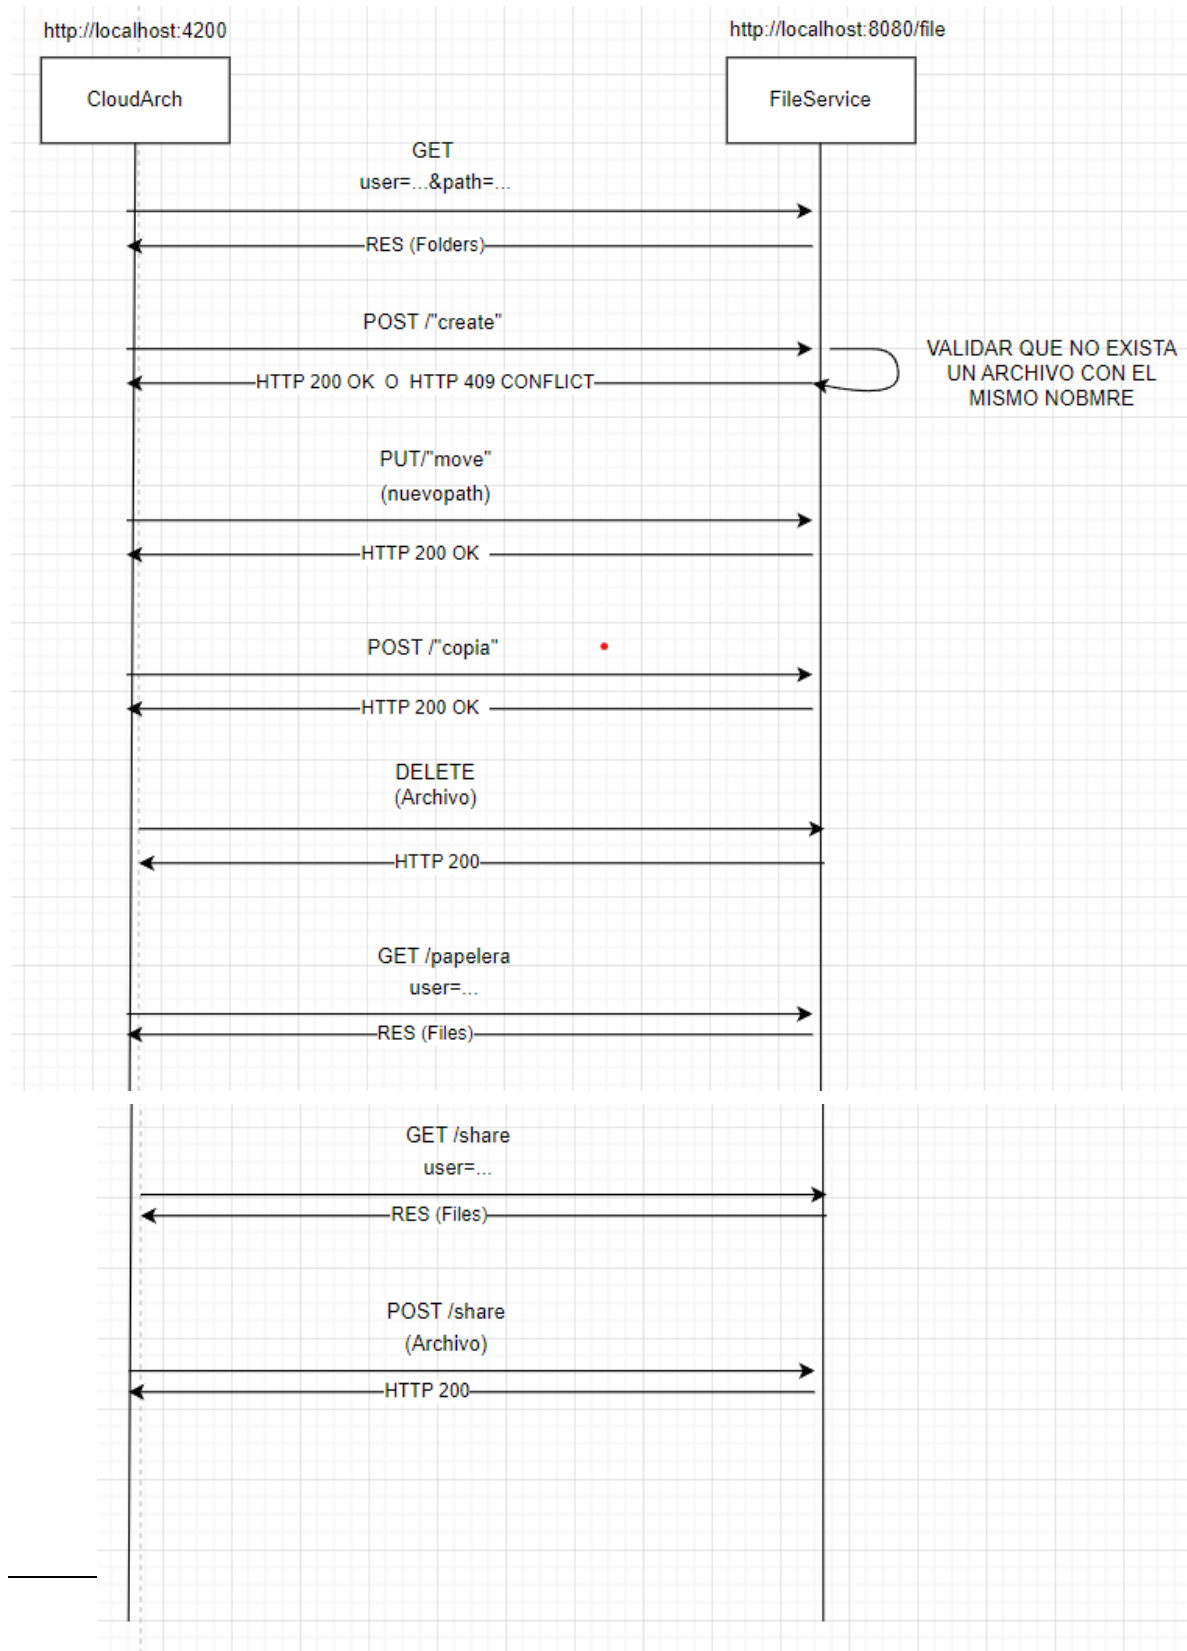 http://localhost:4200
http://localhost:8080/file
CloudArch
FileService
GET
user=...&path=...
RES (Folders)
POST /"create"
VALIDAR QUE NO EXISTA
UN ARCHIVO CON EL
MISMO NOBMRE
HTTP 200 OK O HTTP 409 CONFLICT
PUT/"move"
(nuevopath)
HTTP 200 OK
POST /"copia"
HTTP 200 OK
DELETE
(Archivo)
HTTP 200
GET /papelera
user=...
RES (Files)
GET /share
user=...
RES (Files)
POST /share
(Archivo)
HTTP 200